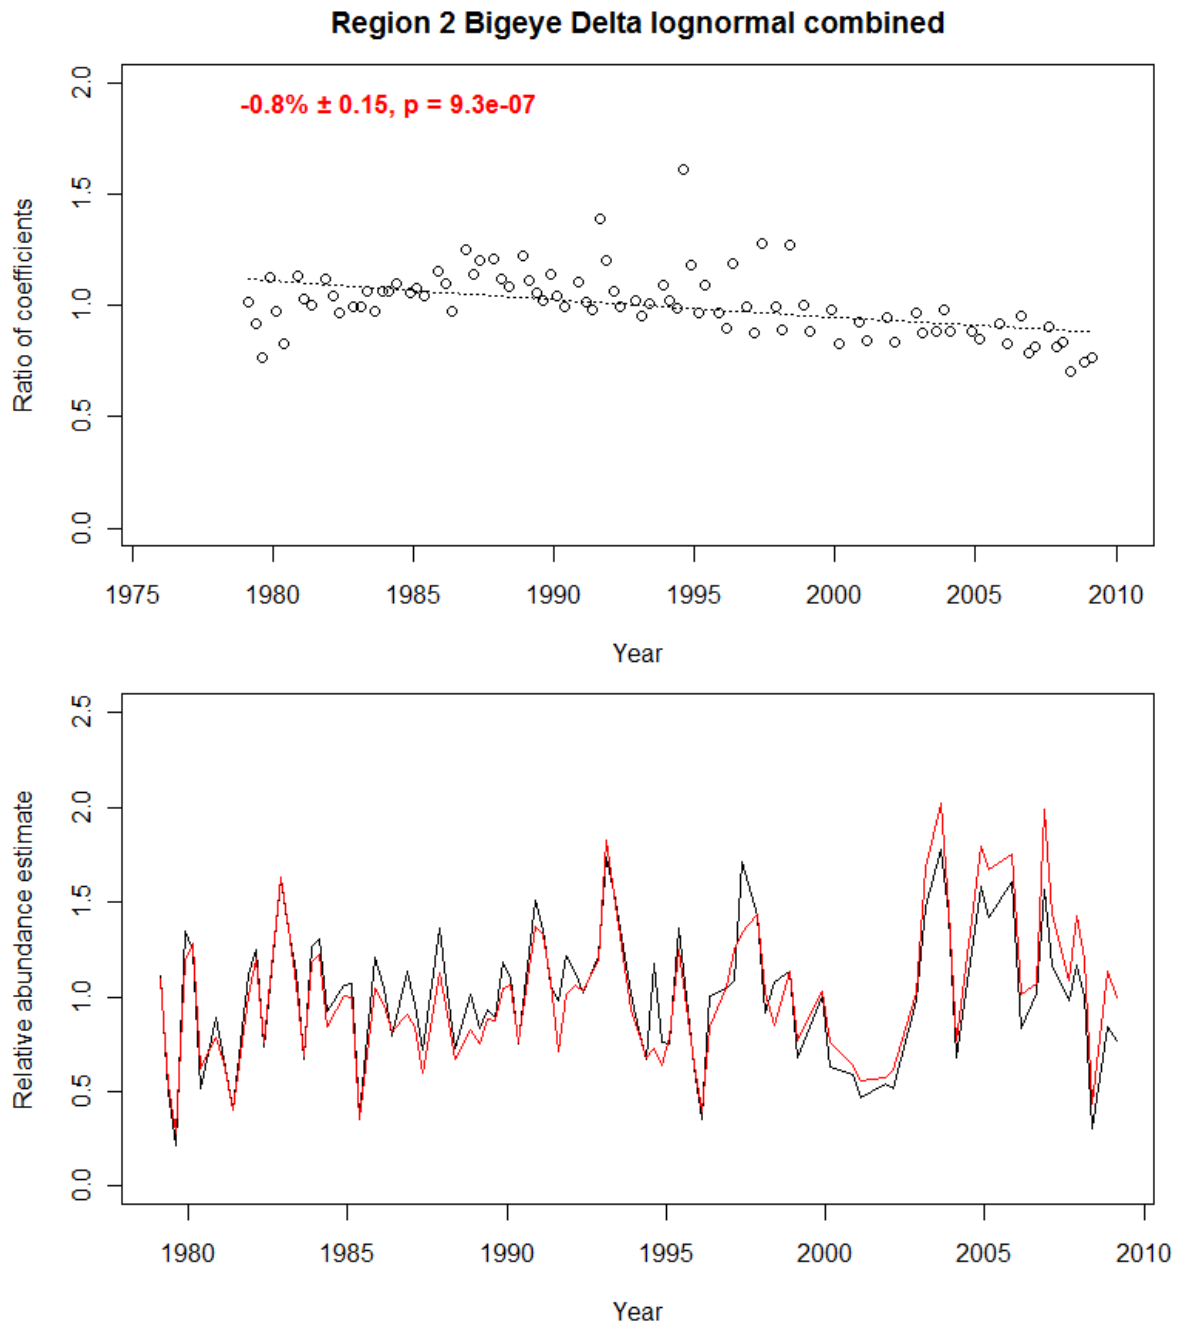 Region 2 Bigeye Delta lognormal combined
-0.8% ± 0.15, p = 9.3e-07
Ratio of coefficients
2.0
1.5
1.0
0.5
0.0
1975 1980 1985 1990 1995 2000 2005 2010
Year
Relative abundance estimate
2.5
2.0
1.5
1.0
0.5
0.0
1980 1985 1990 1995 2000 2005 2010
Year